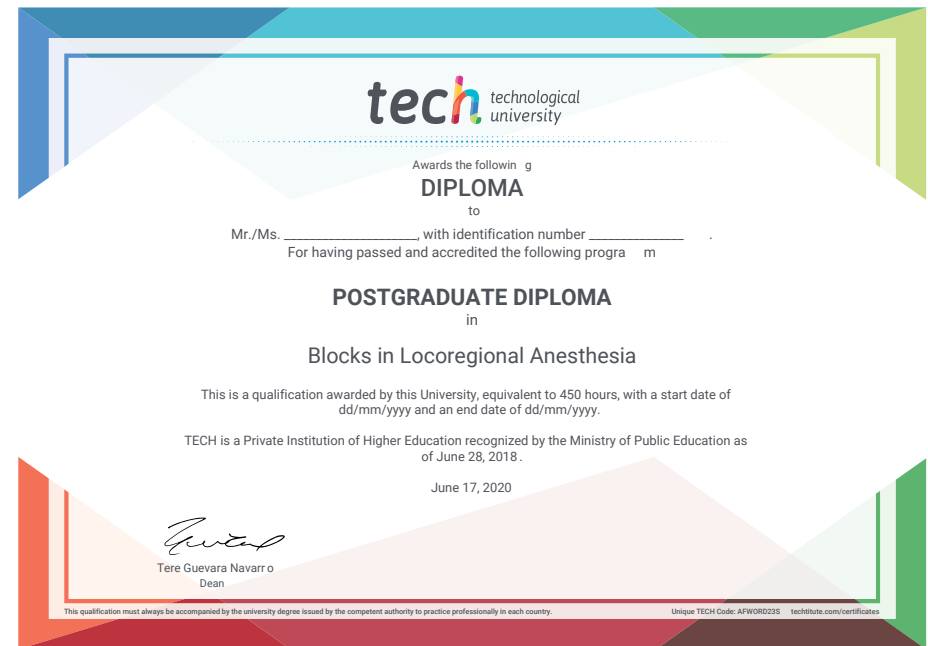 tech technological
university
Awards the followin g
DIPLOMA
to
Mr./Ms. ____________________, with identification number ______________ .
For having passed and accredited the following progra m
POSTGRADUATE DIPLOMA
in
Blocks in Locoregional Anesthesia
This is a qualification awarded by this University, equivalent to 450 hours, with a start date of
dd/mm/yyyy and an end date of dd/mm/yyyy.
TECH is a Private Institution of Higher Education recognized by the Ministry of Public Education as
of June 28, 2018 .
June 17, 2020
Tere Guevara Navarr o
Dean
This qualification must always be accompanied by the university degree issued by the competent authority to practice professionally in each country.
Unique TECH Code: AFWORD23S techtitute.com/certificates